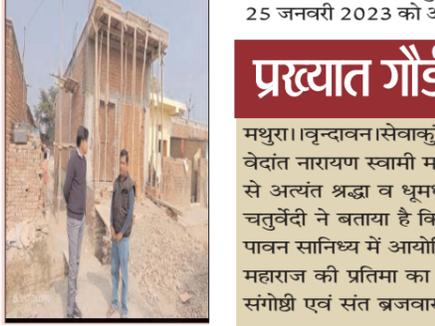 25 जनवरी 2023 को
प्रख्यात गौड़ी
मथुरा।।वृन्दावन।सेवाकुं
वेदांत नारायण स्वामी म
से अत्यंत श्रद्धा व धूमध
चतुर्वेदी ने बताया है कि
पावन सानिध्य में आयोजि
महाराज की प्रतिमा का
संगोष्ठी एवं संत ब्रजवास